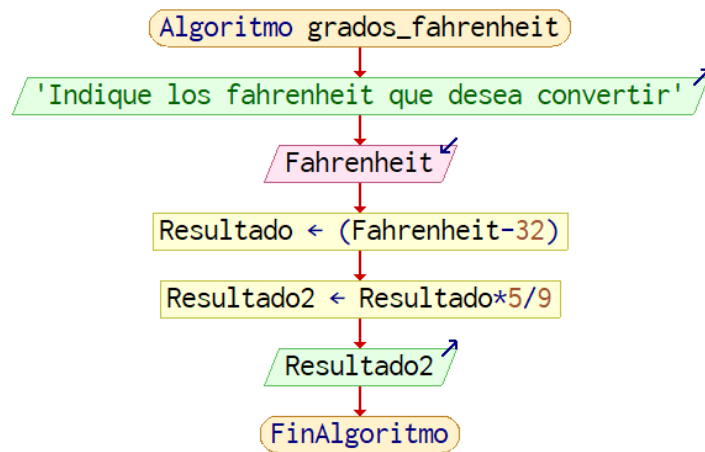 Algoritmo grados_fahrenheit
'Indique los fahrenheit que desea convertir'
Fahrenheit
Resultado ← (Fahrenheit-32)
Resultado2 ← Resultado*5/9
Resultado2
FinAlgoritmo